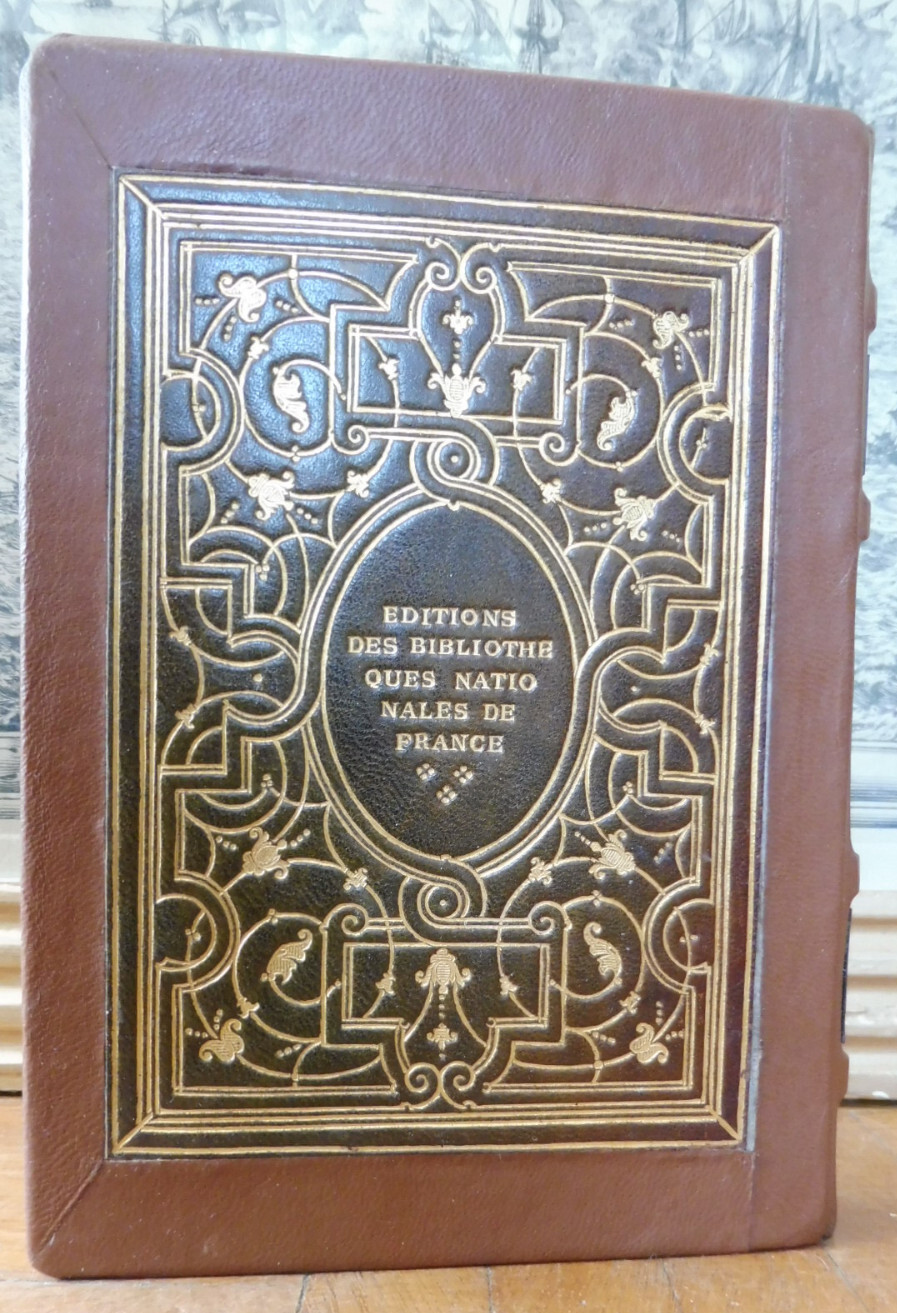 EDITIONS
DES BIBLIOTHE
QUES NATIO
NALES DE
FRANCE